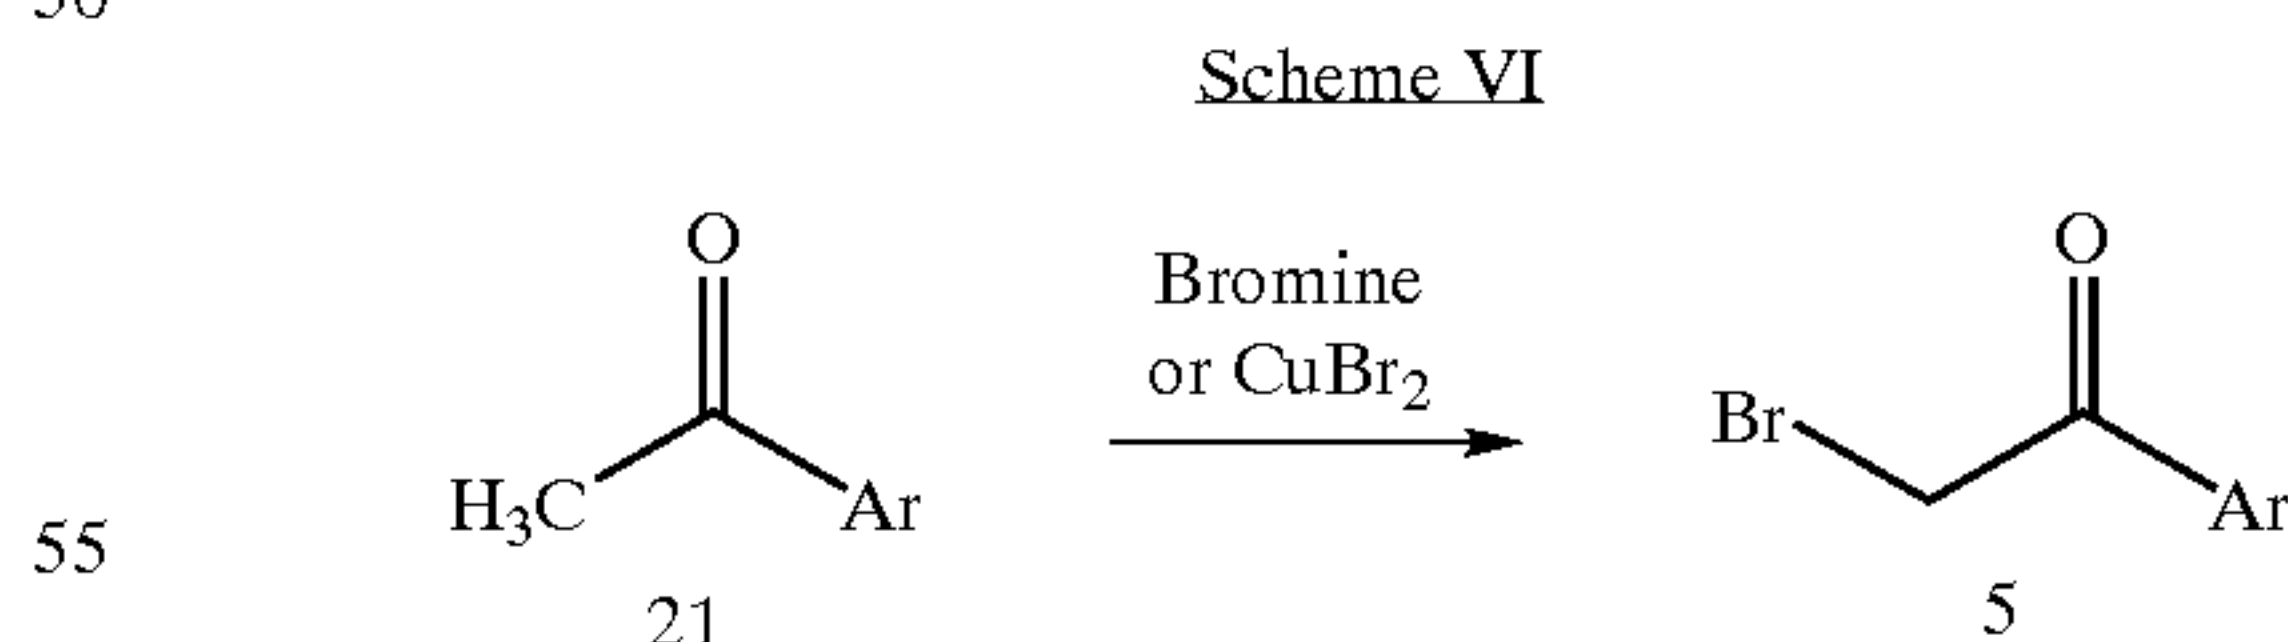 Scheme VI
O
O
Bromine
or CuBr₂
Br
H₃C
Ar
Ar
55
21
5